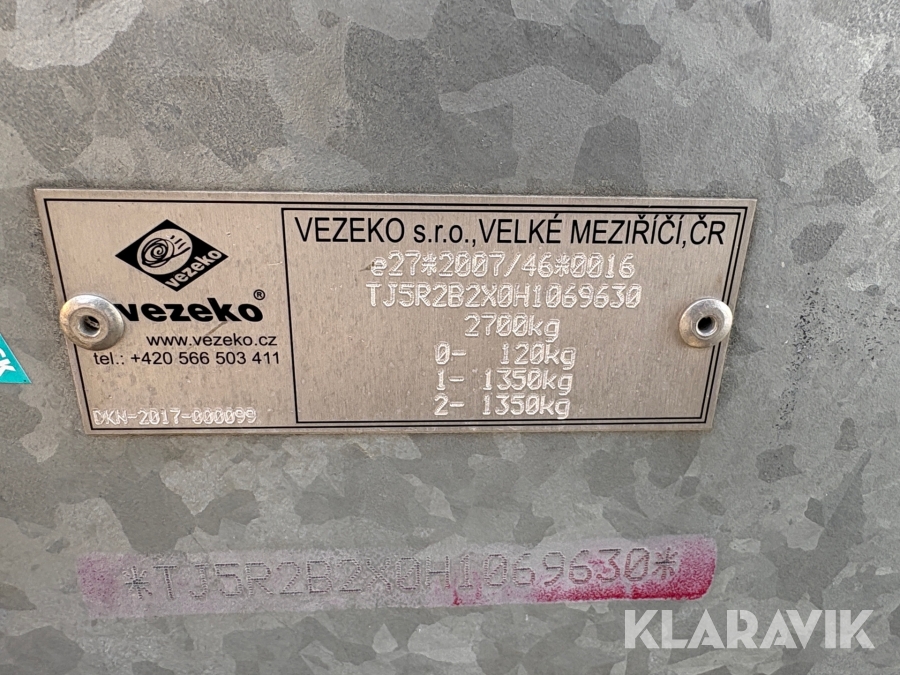 vezeko
vezeko®
www.vezeko.cz
tel.: +420 566 503 411
DKN-2017-000099
VEZEKO s.r.o.,VELKÉ MEZIŘÍČÍ,ČR
e27*2007/46*0016
TJ5R2B2X0H1069630
2700kg
0- 120kg
1- 1350kg
2- 1350kg
*TJ5R2B2X0H1069630*
KLARAVIK